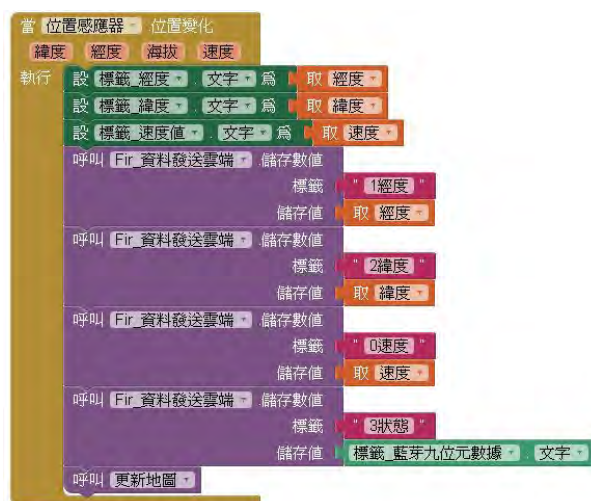 當 位置感應器 . 位置變化
緯度 經度 海拔 速度
執行 設 標籤_經度 . 文字 為 取 經度
設 標籤_緯度 . 文字 為 取 緯度
設 標籤_速度值 . 文字 為 取 速度
呼叫 Fir_資料發送雲端 .儲存數值
標籤 " 1經度 "
儲存值 取 經度
呼叫 Fir_資料發送雲端 .儲存數值
標籤 " 2緯度 "
儲存值 取 緯度
呼叫 Fir_資料發送雲端 .儲存數值
標籤 " 0速度 "
儲存值 取 速度
呼叫 Fir_資料發送雲端 .儲存數值
標籤 " 3狀態 "
儲存值 標籤_藍芽九位元數據 . 文字
呼叫 更新地圖